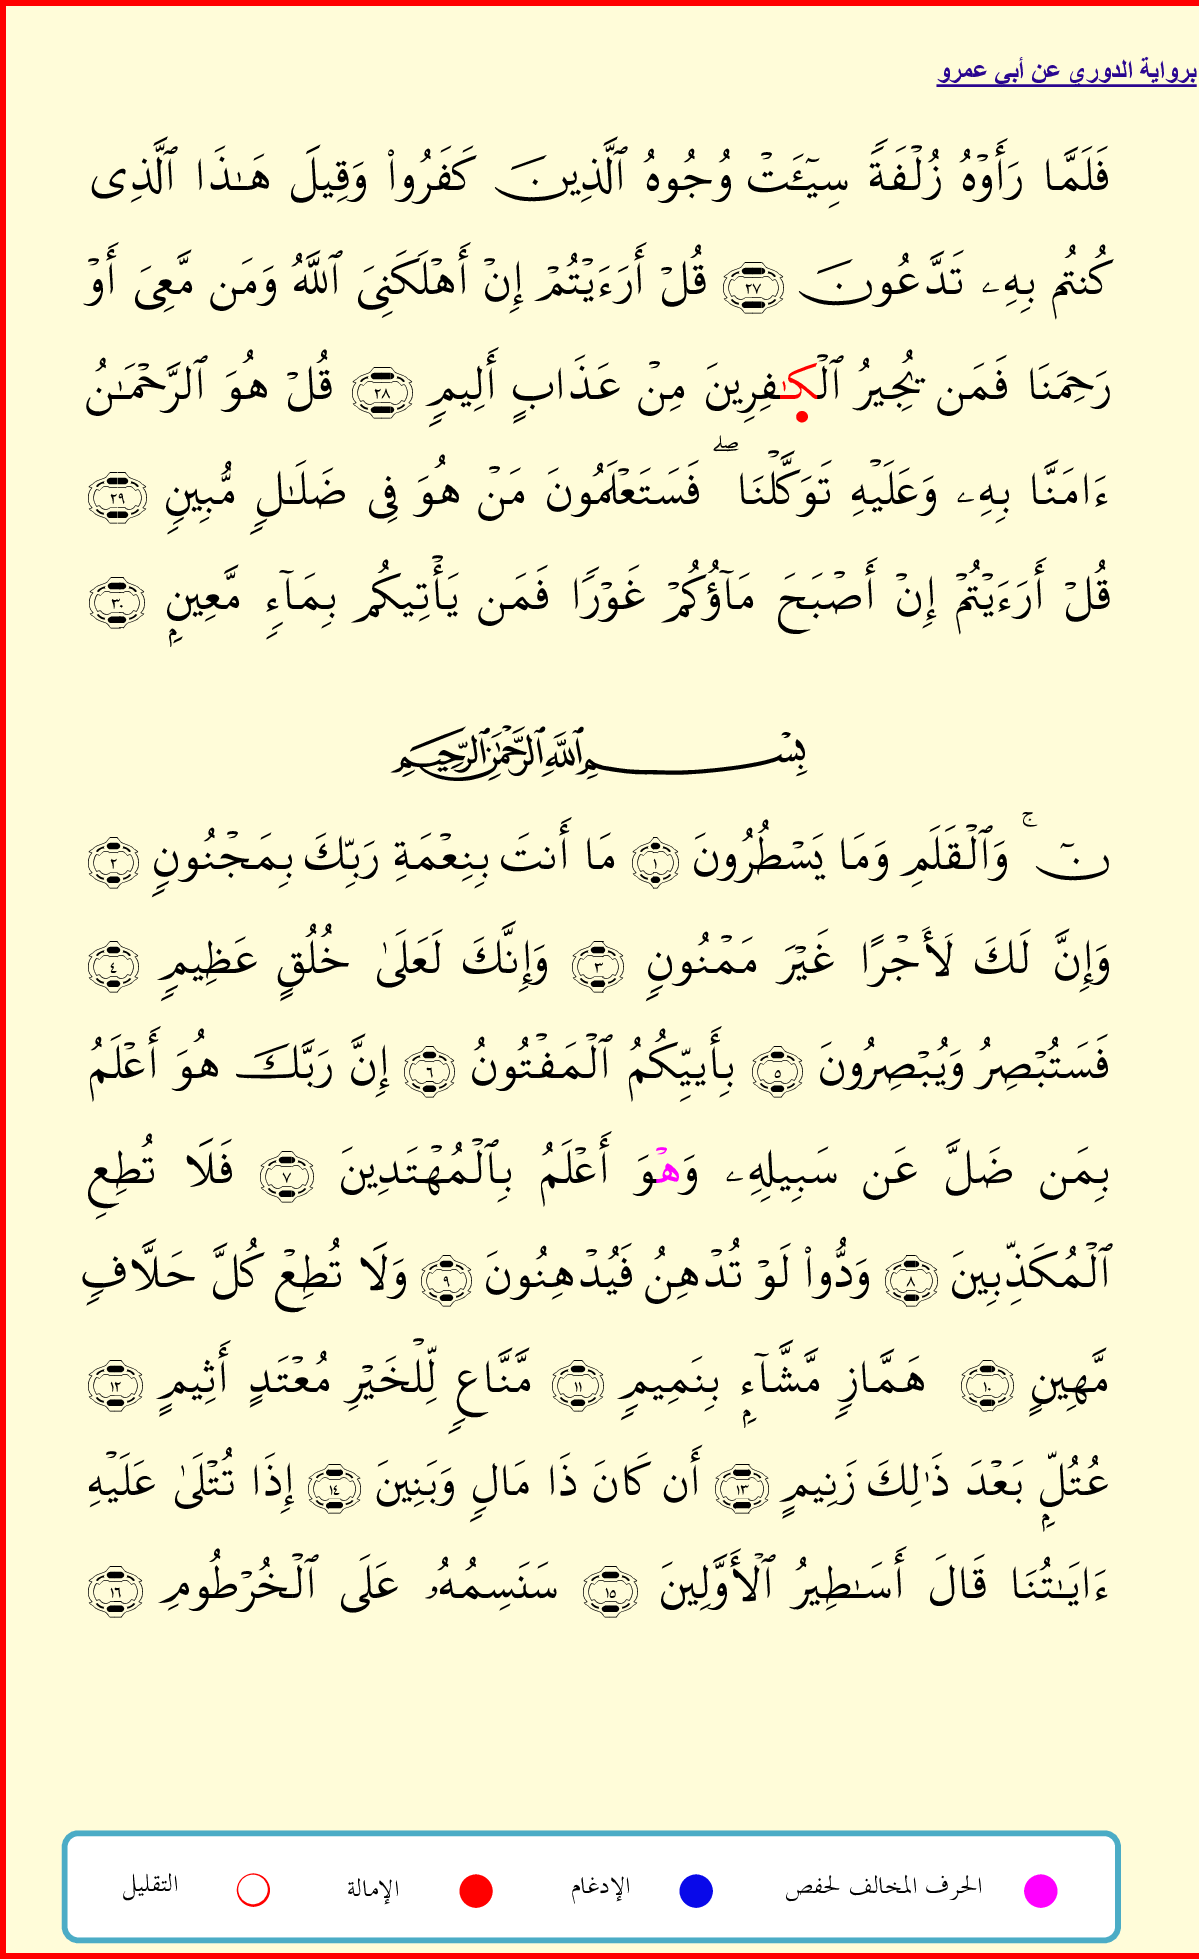 برواية الدوري عن أبي عمرو
فَلَمَّا رَأَوْهُ زُلْفَةً سِيٓـَٔتْ وُجُوهُ ٱلَّذِينَ كَفَرُواْ وَقِيلَ هَـٰذَا ٱلَّذِى
كُنتُم بِهِۦ تَدَّعُونَ ٢٧ قُلْ أَرَءَيْتُمْ إِنْ أَهْلَكَنِىَ ٱللَّهُ وَمَن مَّعِىَ أَوْ
رَحِمَنَا فَمَن يُجِيرُ ٱلْكَـٰفِرِينَ مِنْ عَذَابٍ أَلِيمٍ ٢٨ قُلْ هُوَ ٱلرَّحْمَـٰنُ
ءَامَنَّا بِهِۦ وَعَلَيْهِ تَوَكَّلْنَا ۖ فَسَتَعْلَمُونَ مَنْ هُوَ فِى ضَلَـٰلٍ مُّبِينٍ ٢٩
قُلْ أَرَءَيْتُمْ إِنْ أَصْبَحَ مَآؤُكُمْ غَوْرًا فَمَن يَأْتِيكُم بِمَآءٍ مَّعِينٍۭ ٣٠
بِسْمِ ٱللَّهِ ٱلرَّحْمَـٰنِ ٱلرَّحِيمِ
نٓ ۚ وَٱلْقَلَمِ وَمَا يَسْطُرُونَ ١ مَا أَنتَ بِنِعْمَةِ رَبِّكَ بِمَجْنُونٍ ٢
وَإِنَّ لَكَ لَأَجْرًا غَيْرَ مَمْنُونٍ ٣ وَإِنَّكَ لَعَلَىٰ خُلُقٍ عَظِيمٍ ٤
فَسَتُبْصِرُ وَيُبْصِرُونَ ٥ بِأَييِّكُمُ ٱلْمَفْتُونُ ٦ إِنَّ رَبَّكَ هُوَ أَعْلَمُ
بِمَن ضَلَّ عَن سَبِيلِهِۦ وَهْوَ أَعْلَمُ بِٱلْمُهْتَدِينَ ٧ فَلَا تُطِعِ
ٱلْمُكَذِّبِينَ ٨ وَدُّواْ لَوْ تُدْهِنُ فَيُدْهِنُونَ ٩ وَلَا تُطِعْ كُلَّ حَلَّافٍ
مَّهِينٍ ١٠ هَمَّازٍ مَّشَّآءٍۭ بِنَمِيمٍ ١١ مَّنَّاعٍ لِّلْخَيْرِ مُعْتَدٍ أَثِيمٍ ١٢
عُتُلٍّۭ بَعْدَ ذَٰلِكَ زَنِيمٍ ١٣ أَن كَانَ ذَا مَالٍ وَبَنِينَ ١٤ إِذَا تُتْلَىٰ عَلَيْهِ
ءَايَـٰتُنَا قَالَ أَسَـٰطِيرُ ٱلْأَوَّلِينَ ١٥ سَنَسِمُهُۥ عَلَى ٱلْخُرْطُومِ ١٦
الحرف المخالف لحفص الإدغام الإمالة التقليل